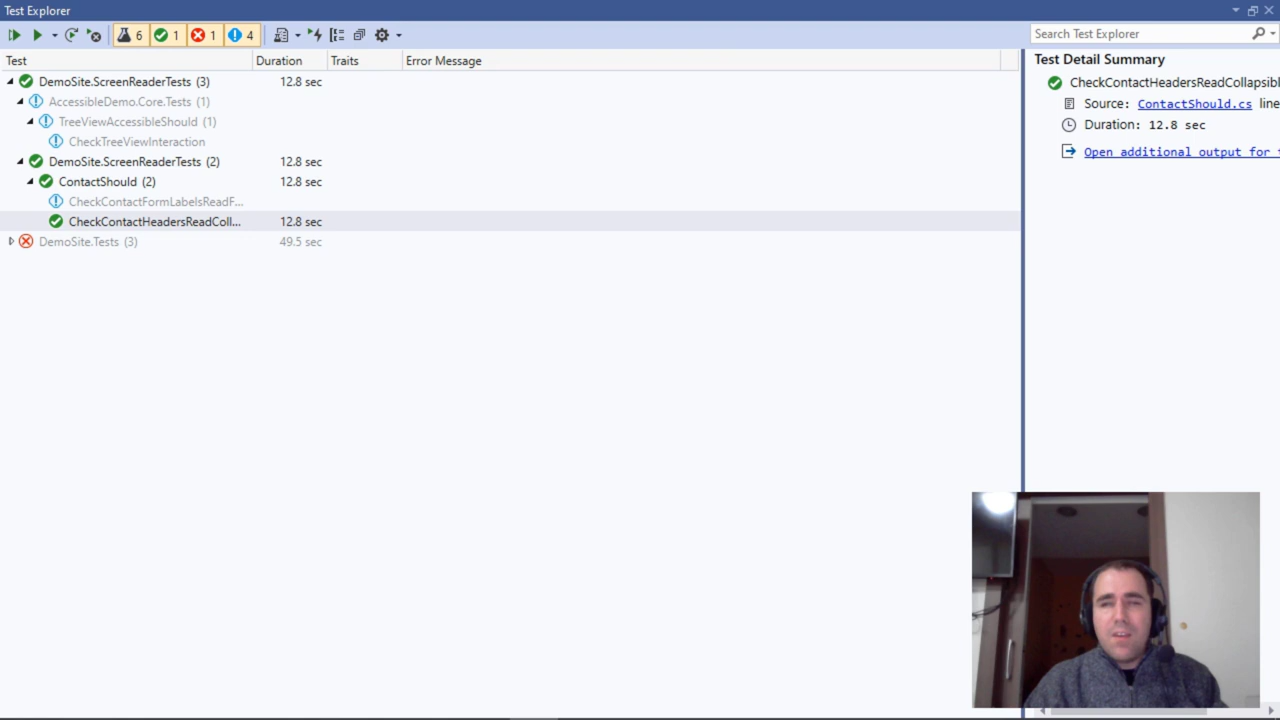 Test Explorer
6 1 1 4
Search Test Explorer
Test Duration Traits Error Message
DemoSite.ScreenReaderTests (3) 12.8 sec
AccessibleDemo.Core.Tests (1)
TreeViewAccessibleShould (1)
CheckTreeViewInteraction
DemoSite.ScreenReaderTests (2) 12.8 sec
ContactShould (2) 12.8 sec
CheckContactFormLabelsReadF...
CheckContactHeadersReadColl... 12.8 sec
DemoSite.Tests (3) 49.5 sec
Test Detail Summary
CheckContactHeadersReadCollapsibl
Source: ContactShould.cs line
Duration: 12.8 sec
Open additional output for